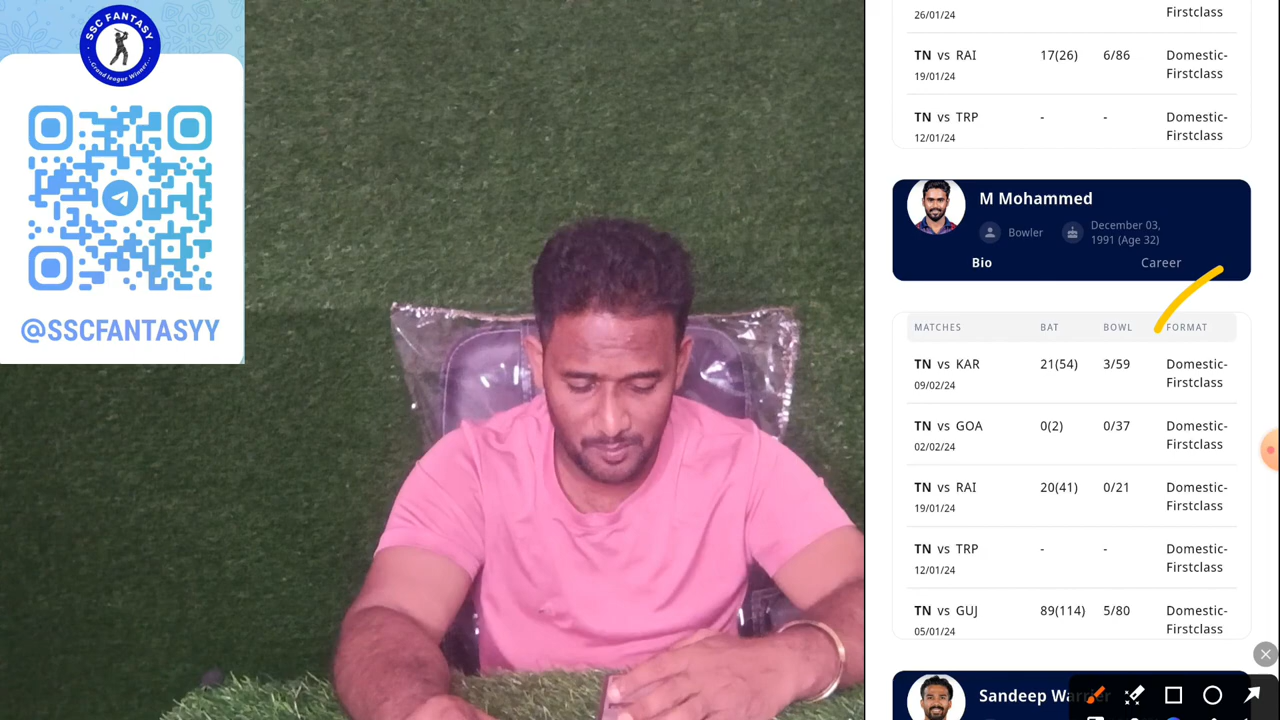 SSC FANTASY
...Grand league Winner...
@SSCFANTASYY
26/01/24
Firstclass
TN vs RAI 17(26) 6/86 Domestic-
19/01/24 Firstclass
TN vs TRP - - Domestic-
12/01/24 Firstclass
M Mohammed
Bowler December 03,
1991 (Age 32)
Bio Career
MATCHES BAT BOWL FORMAT
TN vs KAR 21(54) 3/59 Domestic-
09/02/24 Firstclass
TN vs GOA 0(2) 0/37 Domestic-
02/02/24 Firstclass
TN vs RAI 20(41) 0/21 Domestic-
19/01/24 Firstclass
TN vs TRP - - Domestic-
12/01/24 Firstclass
TN vs GUJ 89(114) 5/80 Domestic-
05/01/24 Firstclass
Sandeep Warrier